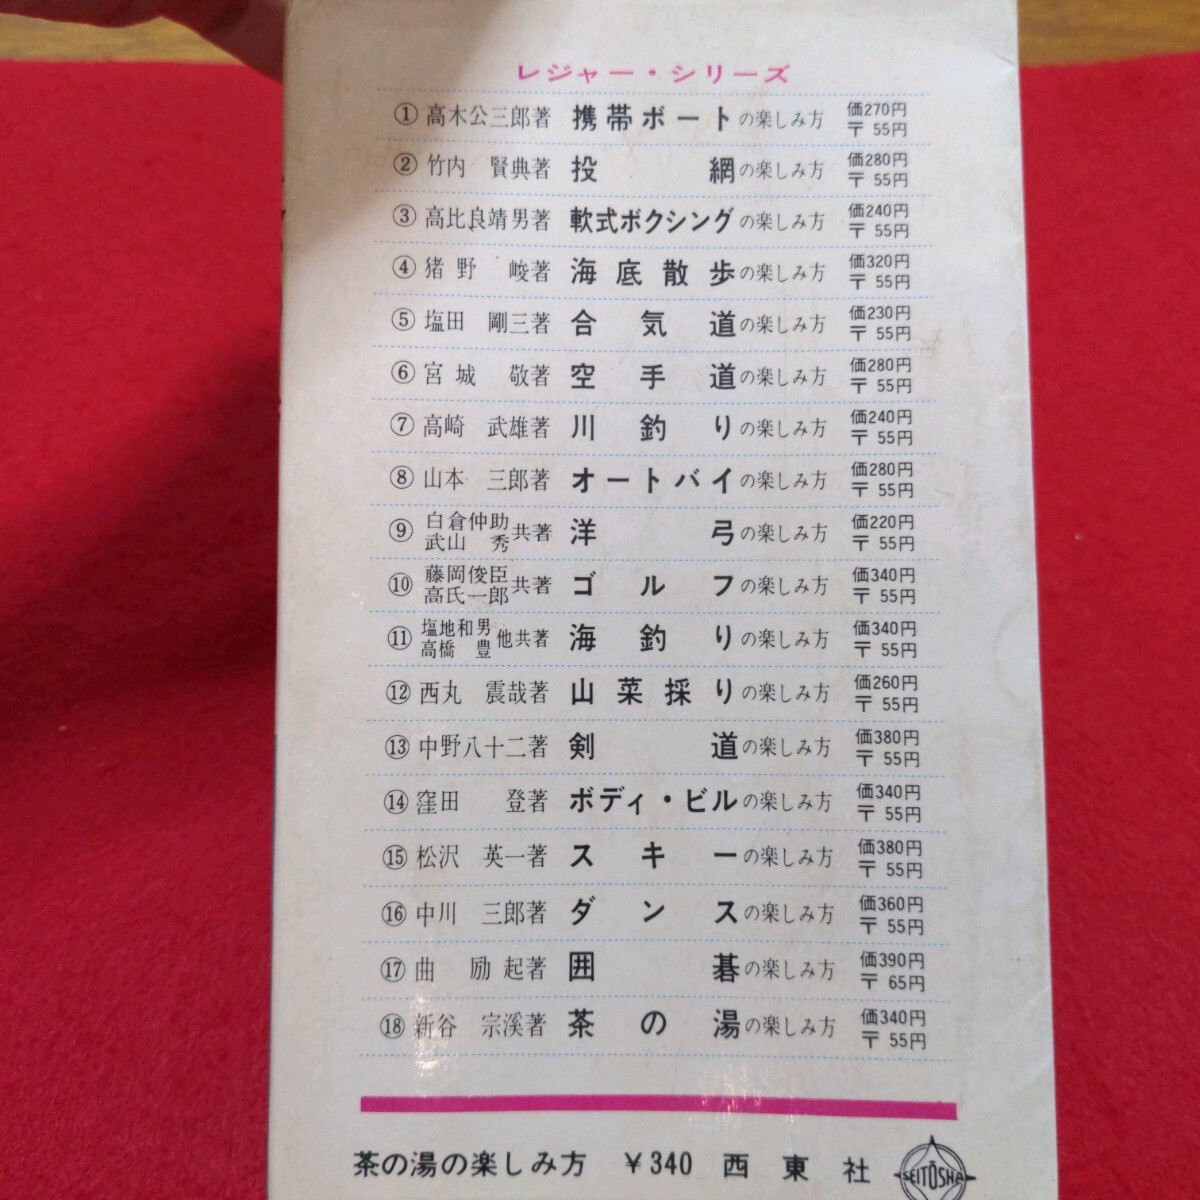 レジャー・シリーズ
① 高木公三郎著 携帯ボートの楽しみ方 価270円 〒55円
② 竹内 賢典著 投網の楽しみ方 価280円 〒55円
③ 高比良靖男著 軟式ボクシングの楽しみ方 価240円 〒55円
④ 猪野 峻著 海底散歩の楽しみ方 価320円 〒55円
⑤ 塩田 剛三著 合気道の楽しみ方 価230円 〒55円
⑥ 宮城 敬著 空手道の楽しみ方 価280円 〒55円
⑦ 高崎 武雄著 川釣りの楽しみ方 価240円 〒55円
⑧ 山本 三郎著 オートバイの楽しみ方 価280円 〒55円
⑨ 白倉仲助 武山 秀 共著 洋弓の楽しみ方 価220円 〒55円
⑩ 藤岡俊臣 高氏一郎 共著 ゴルフの楽しみ方 価340円 〒55円
⑪ 塩地和男 高橋 豊 他共著 海釣りの楽しみ方 価340円 〒55円
⑫ 西丸 震哉著 山菜採りの楽しみ方 価260円 〒55円
⑬ 中野八十二著 剣道の楽しみ方 価380円 〒55円
⑭ 窪田 登著 ボディ・ビルの楽しみ方 価340円 〒55円
⑮ 松沢 英一著 スキーの楽しみ方 価380円 〒55円
⑯ 中川 三郎著 ダンスの楽しみ方 価360円 〒55円
⑰ 曲 励起著 囲碁の楽しみ方 価390円 〒65円
⑱ 新谷 宗溪著 茶の湯の楽しみ方 価340円 〒55円
茶の湯の楽しみ方 ¥340 西東社 SEITŌSHA